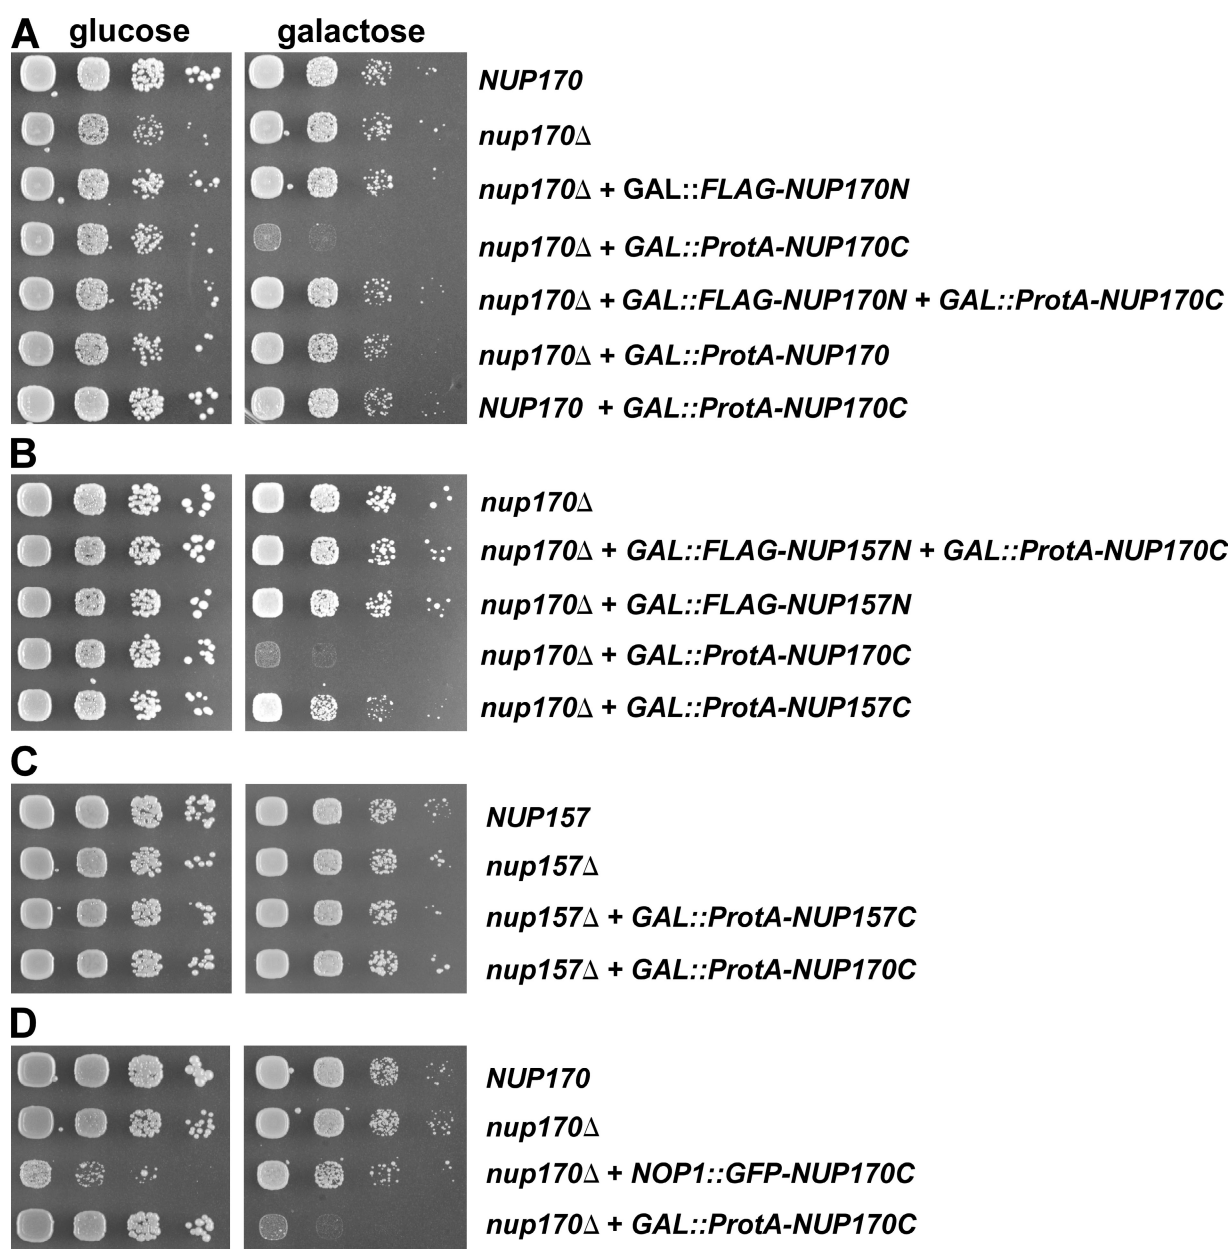 A glucose galactose
NUP170
nup170Δ
nup170Δ + GAL::FLAG-NUP170N
nup170Δ + GAL::ProtA-NUP170C
nup170Δ + GAL::FLAG-NUP170N + GAL::ProtA-NUP170C
nup170Δ + GAL::ProtA-NUP170
NUP170 + GAL::ProtA-NUP170C
B
nup170Δ
nup170Δ + GAL::FLAG-NUP157N + GAL::ProtA-NUP170C
nup170Δ + GAL::FLAG-NUP157N
nup170Δ + GAL::ProtA-NUP170C
nup170Δ + GAL::ProtA-NUP157C
C
NUP157
nup157Δ
nup157Δ + GAL::ProtA-NUP157C
nup157Δ + GAL::ProtA-NUP170C
D
NUP170
nup170Δ
nup170Δ + NOP1::GFP-NUP170C
nup170Δ + GAL::ProtA-NUP170C